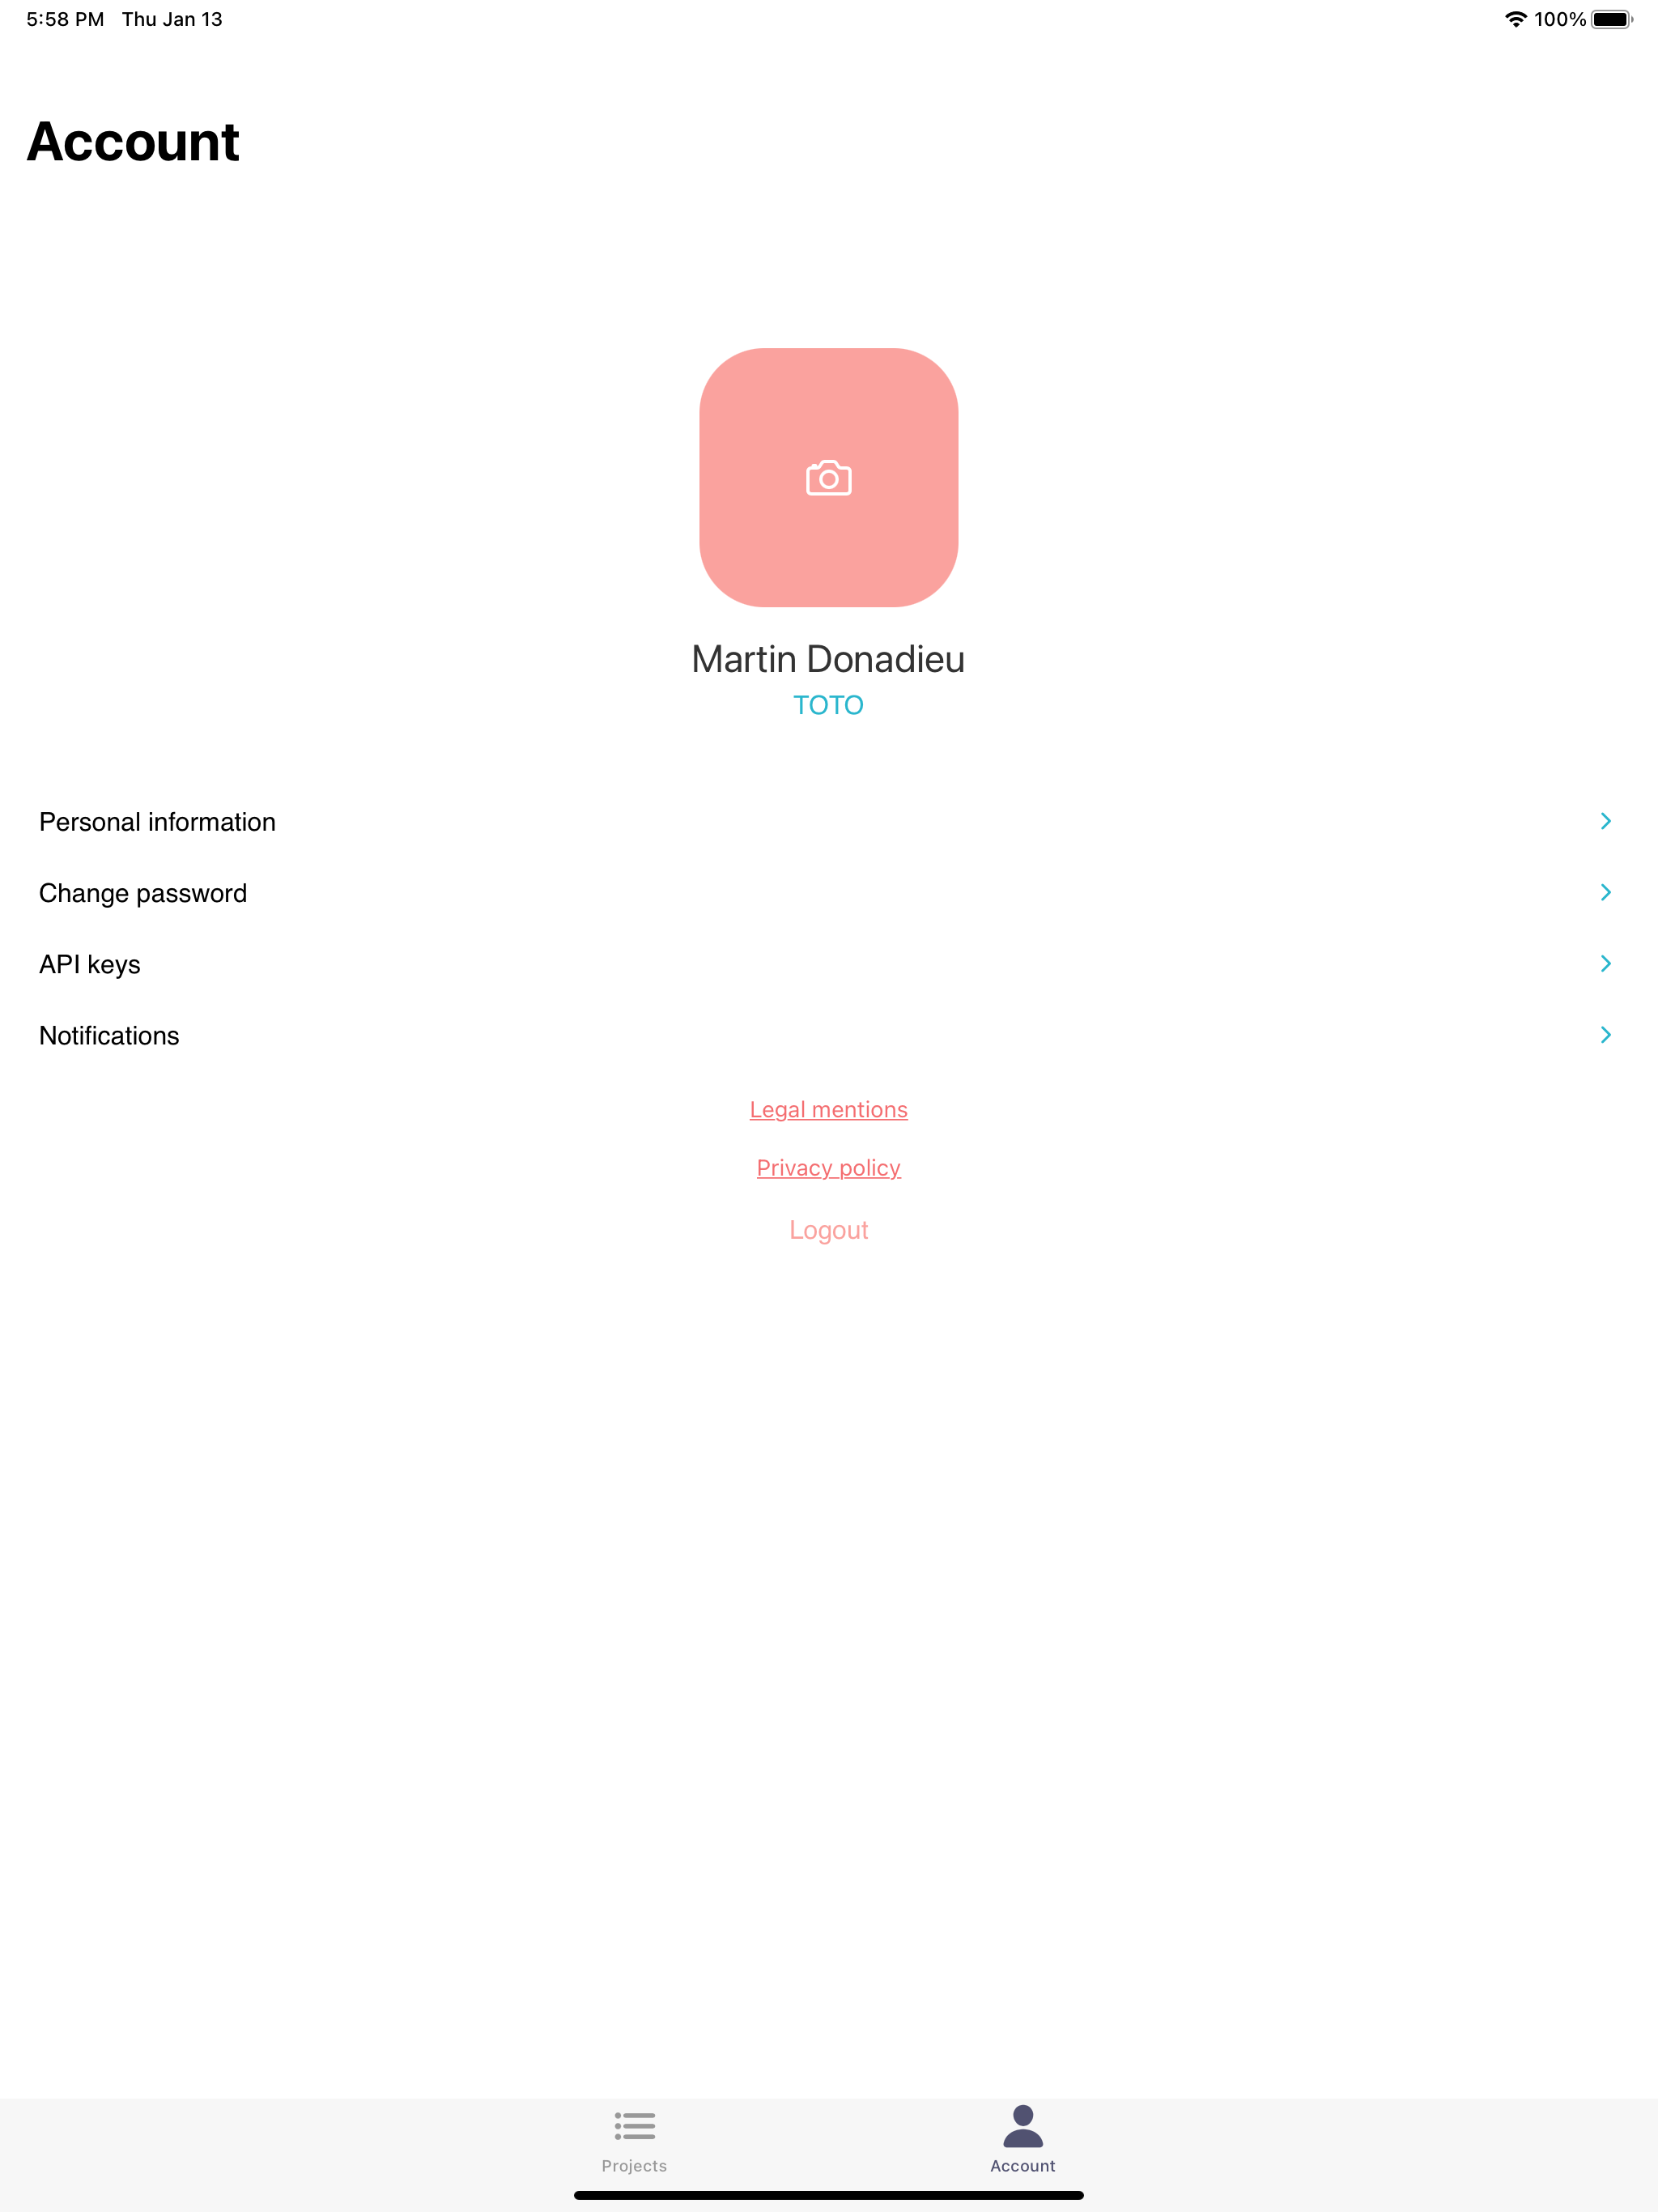 5:58 PM Thu Jan 13 100%
Account
Martin Donadieu
TOTO
Personal information
Change password
API keys
Notifications
Legal mentions
Privacy policy
Logout
Projects Account